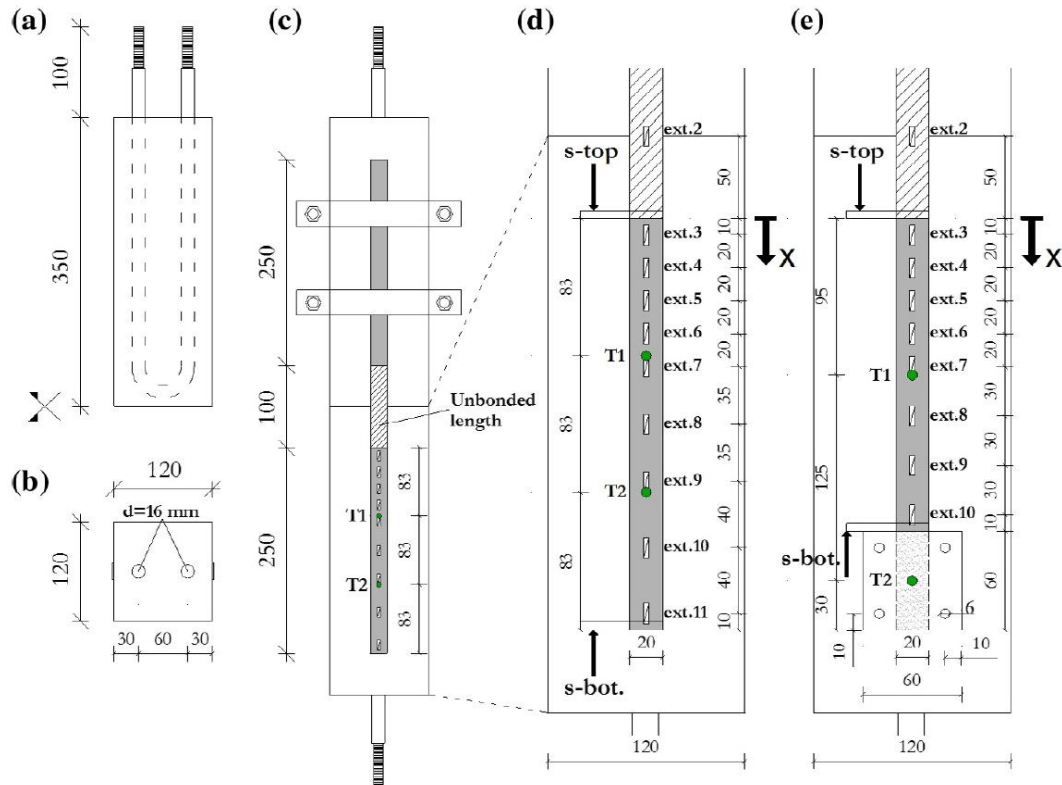 (a)
100
350
(b)
120
d=16 mm
120
30
60
30
(c)
250
100
Unbonded
length
250
T1
T2
83
83
83
(d)
ext.2
s-top
50
10
ext.3
20
ext.4
20
ext.5
20
ext.6
20
T1
ext.7
35
ext.8
35
ext.9
T2
40
ext.10
40
ext.11
10
83
83
83
X
20
s-bot.
120
(e)
ext.2
s-top
50
10
ext.3
20
ext.4
20
ext.5
20
ext.6
20
T1
ext.7
30
ext.8
30
ext.9
30
ext.10
10
95
125
X
s-bot.
T2
30
60
6
10
20
10
60
120